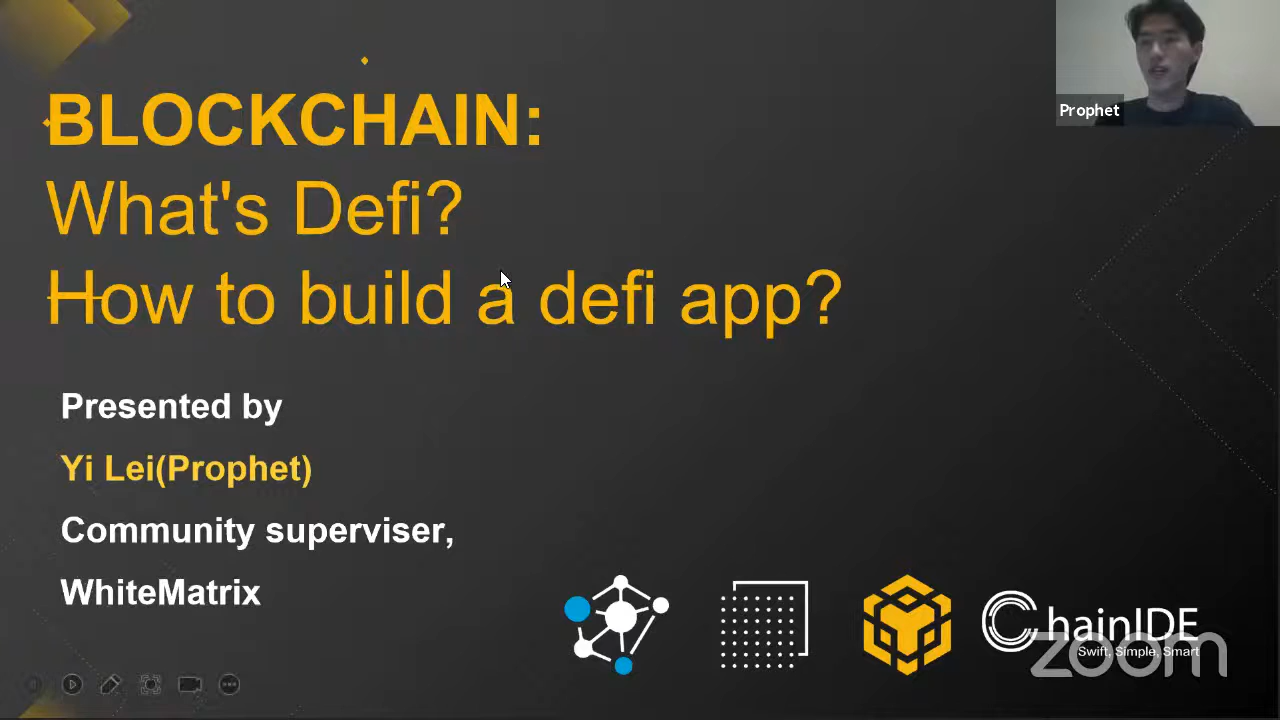 BLOCKCHAIN:
What's Defi?
How to build a defi app?
Presented by
Yi Lei(Prophet)
Community superviser,
WhiteMatrix
Prophet
ChainIDE
Swift, Simple, Smart
zoom